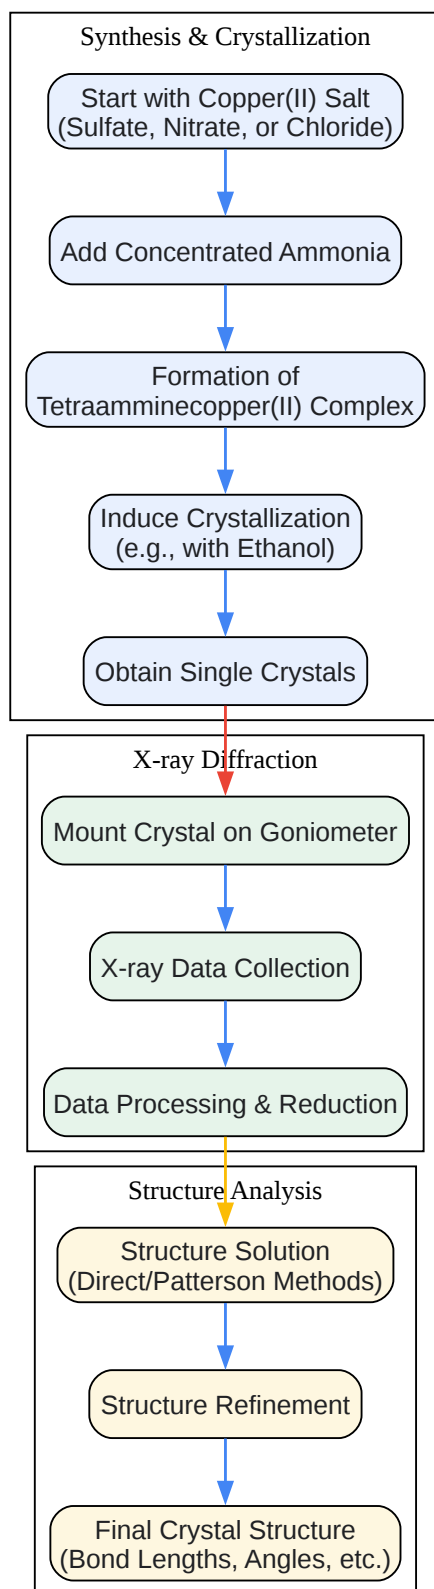 Synthesis & Crystallization
Start with Copper(II) Salt
(Sulfate, Nitrate, or Chloride)
Add Concentrated Ammonia
Formation of
Tetraamminecopper(II) Complex
Induce Crystallization
(e.g., with Ethanol)
Obtain Single Crystals
X-ray Diffraction
Mount Crystal on Goniometer
X-ray Data Collection
Data Processing & Reduction
Structure Analysis
Structure Solution
(Direct/Patterson Methods)
Structure Refinement
Final Crystal Structure
(Bond Lengths, Angles, etc.)